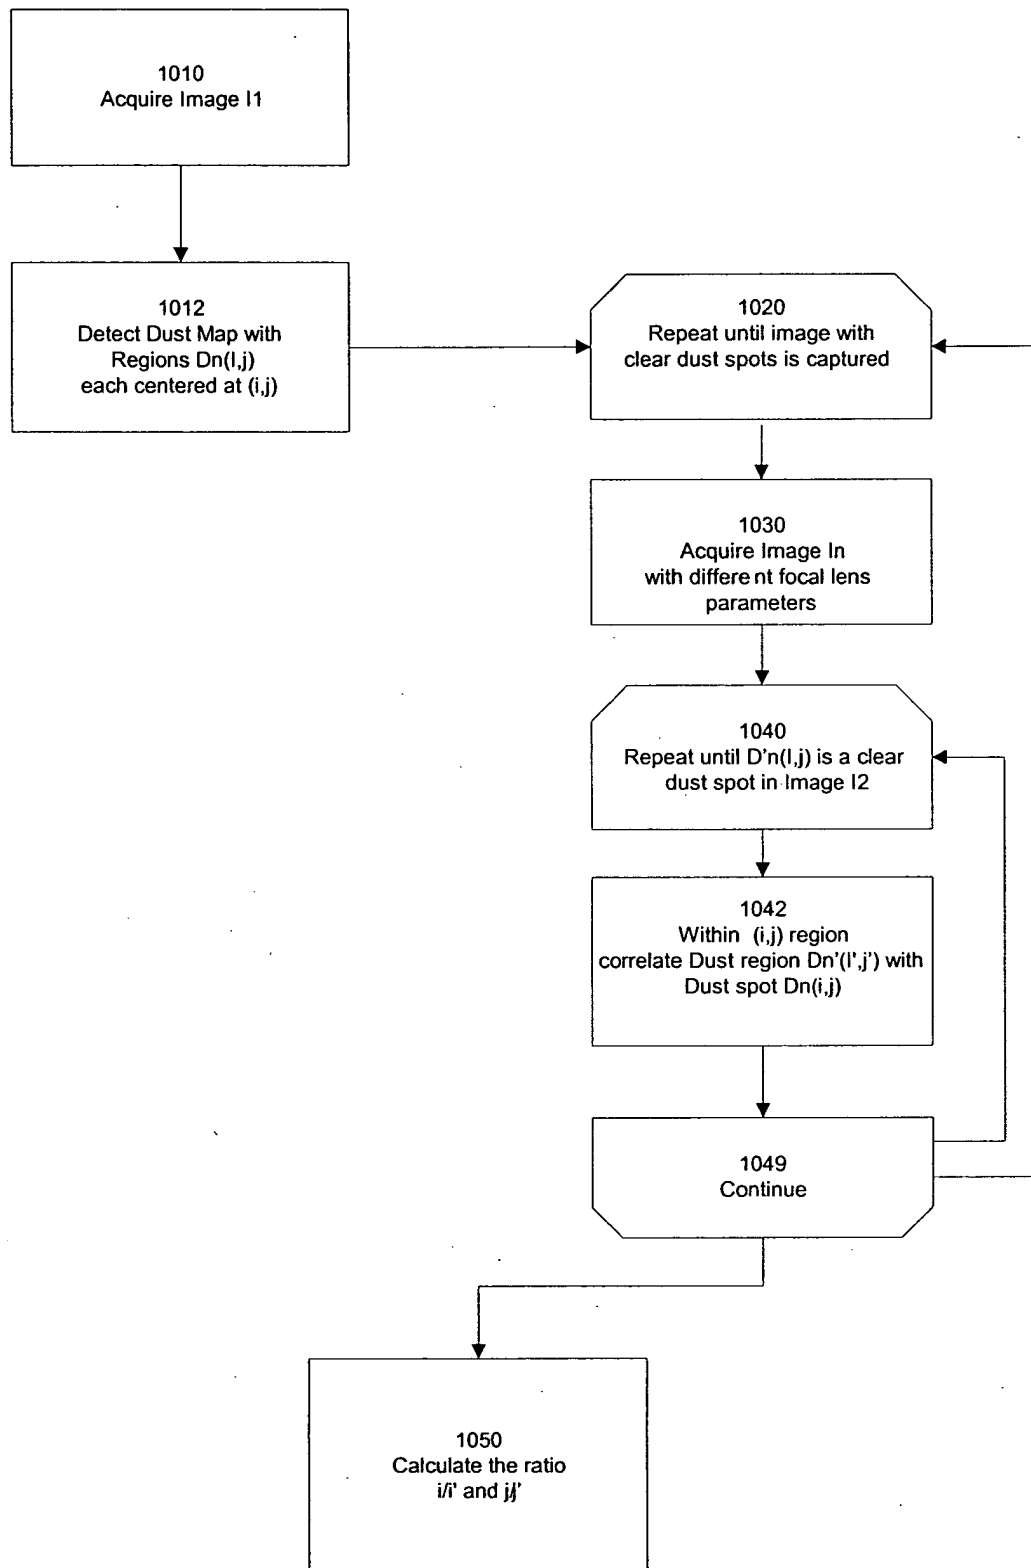 1010
Acquire Image I1
1012
Detect Dust Map with
Regions Dn(I,j)
each centered at (i,j)
1020
Repeat until image with
clear dust spots is captured
1030
Acquire Image In
with different focal lens
parameters
1040
Repeat until D'n(I,j) is a clear
dust spot in Image I2
1042
Within (i,j) region
correlate Dust region Dn'(I',j') with
Dust spot Dn(i,j)
1049
Continue
1050
Calculate the ratio
i/i' and j/j'